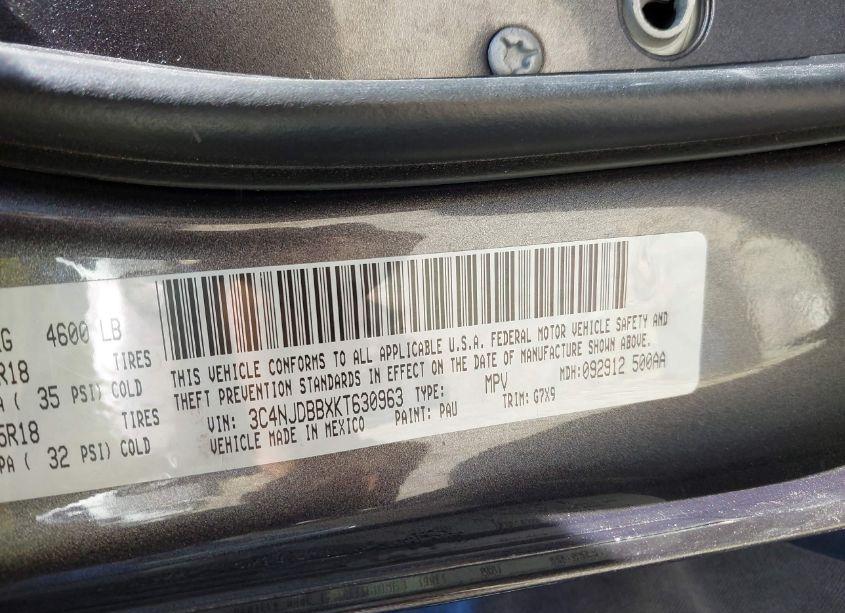 4600 LB
R18 TIRES
( 35 PSI) COLD
5R18 TIRES
PA ( 32 PSI) COLD
THIS VEHICLE CONFORMS TO ALL APPLICABLE U.S.A. FEDERAL MOTOR VEHICLE SAFETY AND
THEFT PREVENTION STANDARDS IN EFFECT ON THE DATE OF MANUFACTURE SHOWN ABOVE.
VIN: 3C4NJDBBXKT630963 TYPE: MPV MDH:092912 500AA
VEHICLE MADE IN MEXICO PAINT: PAU TRIM: G7X9